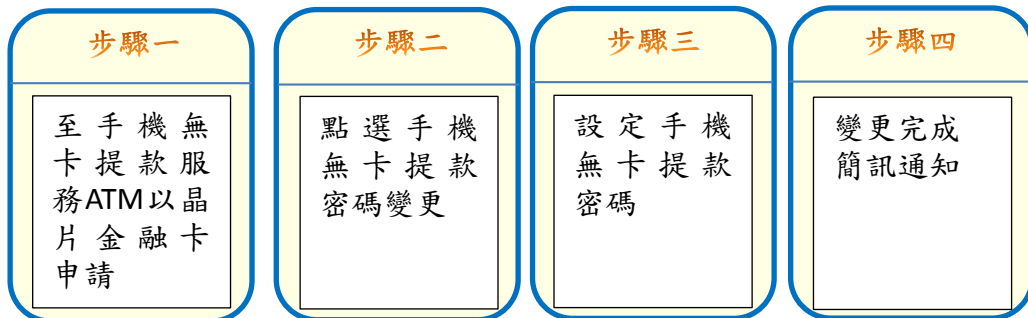 步驟一
至手機無
卡提款服
務ATM以晶
片金融卡
申請
步驟二
點選手機
無卡提款
密碼變更
步驟三
設定手機
無卡提款
密碼
步驟四
變更完成
簡訊通知